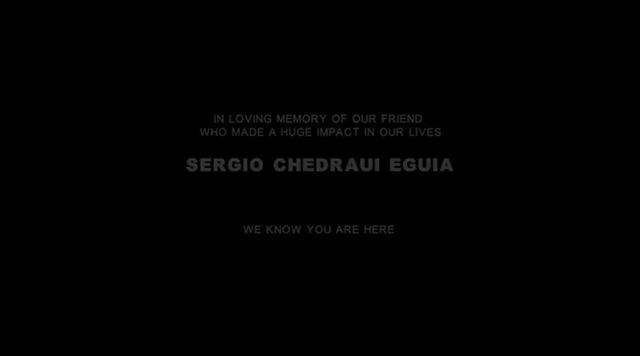 IN LOVING MEMORY OF OUR FRIEND
WHO MADE A HUGE IMPACT IN OUR LIVES
SERGIO CHEDRAUI EGUIA
WE KNOW YOU ARE HERE